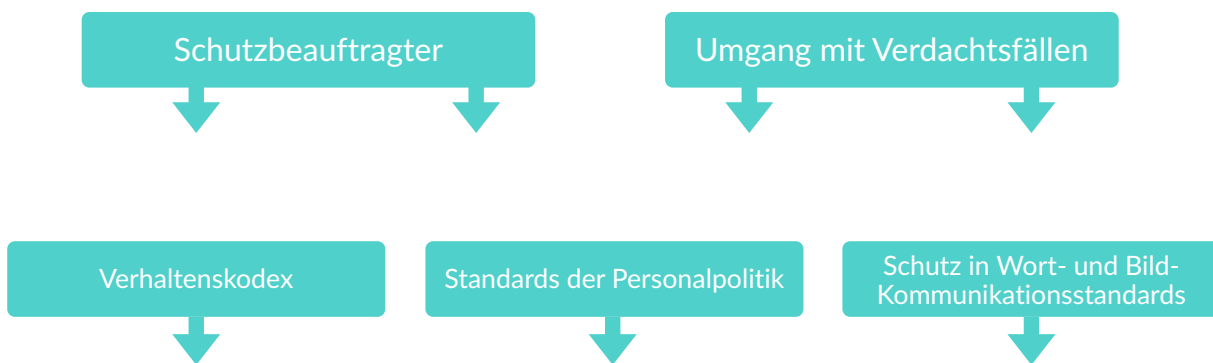 Schutzbeauftragter
Umgang mit Verdachtsfällen
Verhaltenskodex
Standards der Personalpolitik
Schutz in Wort- und Bild-
Kommunikationsstandards